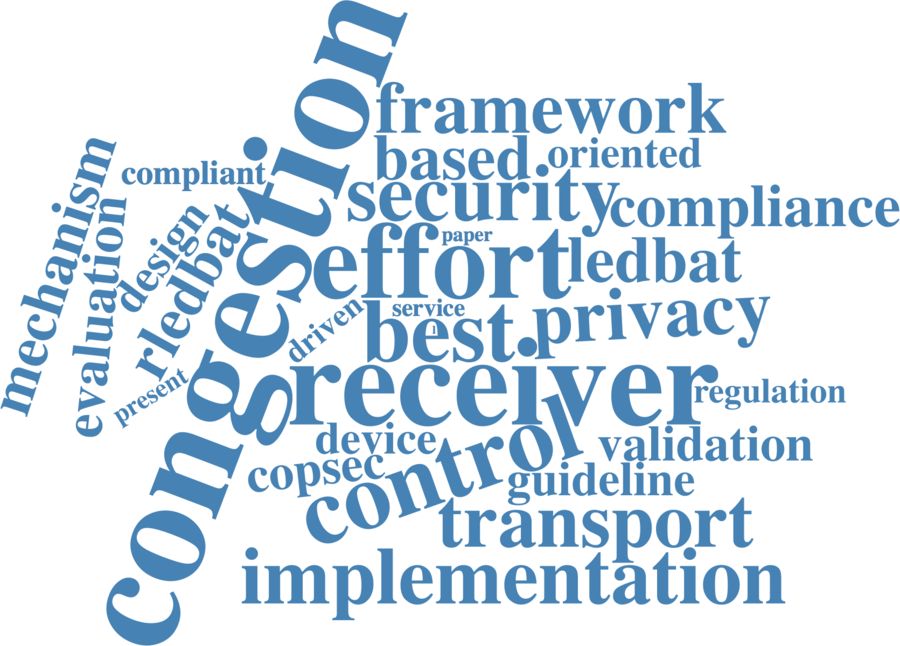 congestion
framework
based
oriented
compliant
security
compliance
mechanism
evaluation
design
rledbat
paper
effort
ledbat
driven
service
best
privacy
present
receiver
regulation
device
control
validation
copsec
guideline
transport
implementation